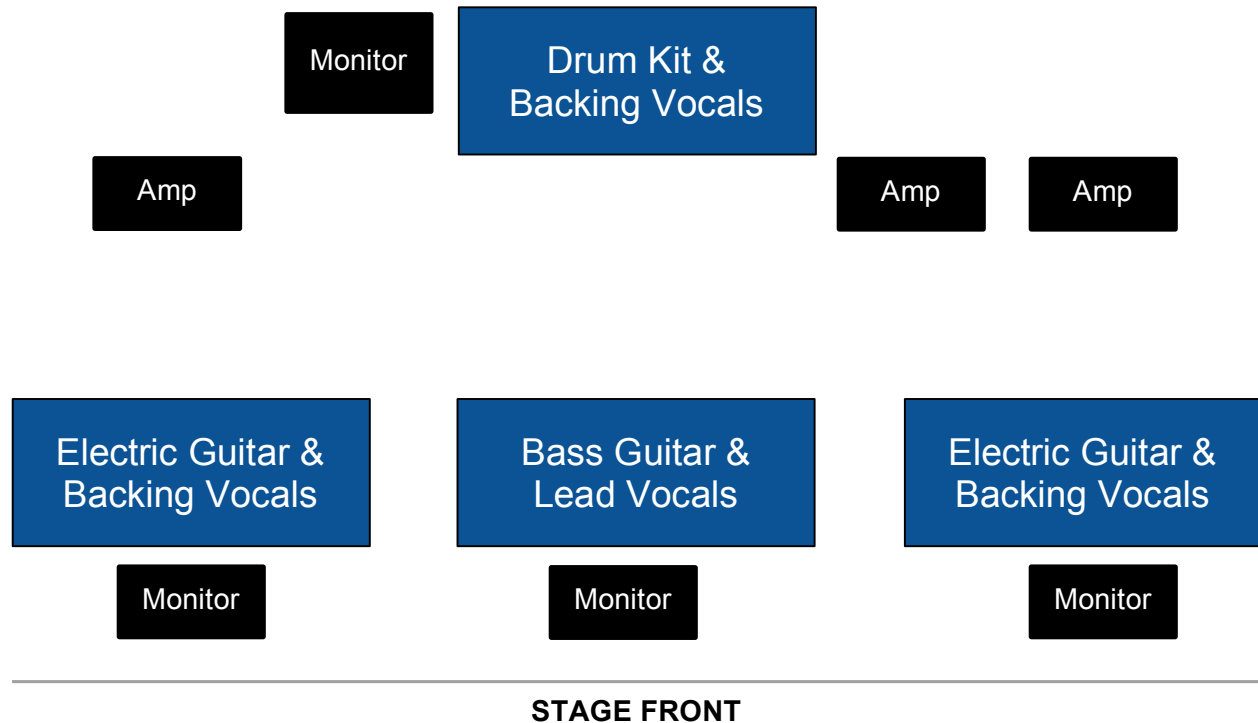 Monitor
Drum Kit &
Backing Vocals
Amp
Amp
Amp
Electric Guitar &
Backing Vocals
Bass Guitar &
Lead Vocals
Electric Guitar &
Backing Vocals
Monitor
Monitor
Monitor
STAGE FRONT